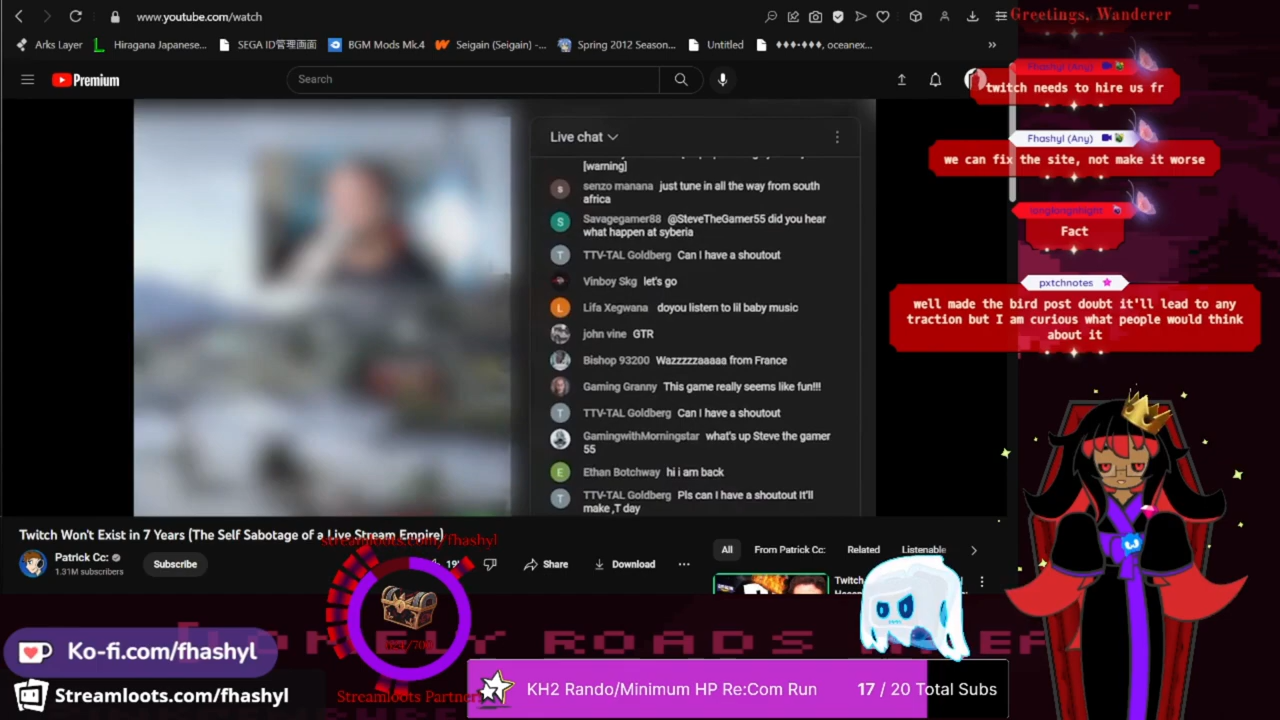 www.youtube.com/watch
Arks Layer
Hiragana Japanese...
SEGA ID管理画面
BGM Mods Mk.4
Seigain (Seigain) -...
Spring 2012 Season...
Untitled
♦♦♦-♦♦, oceanex...
»
Premium
Search
Live chat
[warning]
senzo manana just tune in all the way from south
africa
Savagegamer88 @SteveTheGamer55 did you hear
what happen at syberia
TTV-TAL Goldberg Can I have a shoutout
Vinboy Skg let's go
Lifa Xegwana doyou listern to lil baby music
john vine GTR
Bishop 93200 Wazzzzzaaaaa from France
Gaming Granny This game really seems like fun!!!
TTV-TAL Goldberg Can I have a shoutout
GamingwithMorningstar what's up Steve the gamer
55
Ethan Botchway hi i am back
TTV-TAL Goldberg Pls can I have a shoutout It'll
make ,T day
Twitch Won't Exist in 7 Years (The Self Sabotage of a Live Stream Empire)
streamloots.com/fhashyl
Patrick Cc:
1.31M subscribers
Subscribe
Share
Download
All
From Patrick Cc:
Related
Listenable
Twitch
Streamloots Partner
Ko-fi.com/fhashyl
Streamloots.com/fhashyl
KH2 Rando/Minimum HP Re:Com Run
17 / 20 Total Subs
Greetings, Wanderer
Fhashyl (Any)
twitch needs to hire us fr
Fhashyl (Any)
we can fix the site, not make it worse
Fact
pxtchnotes
well made the bird post doubt it'll lead to any
traction but I am curious what people would think
about it